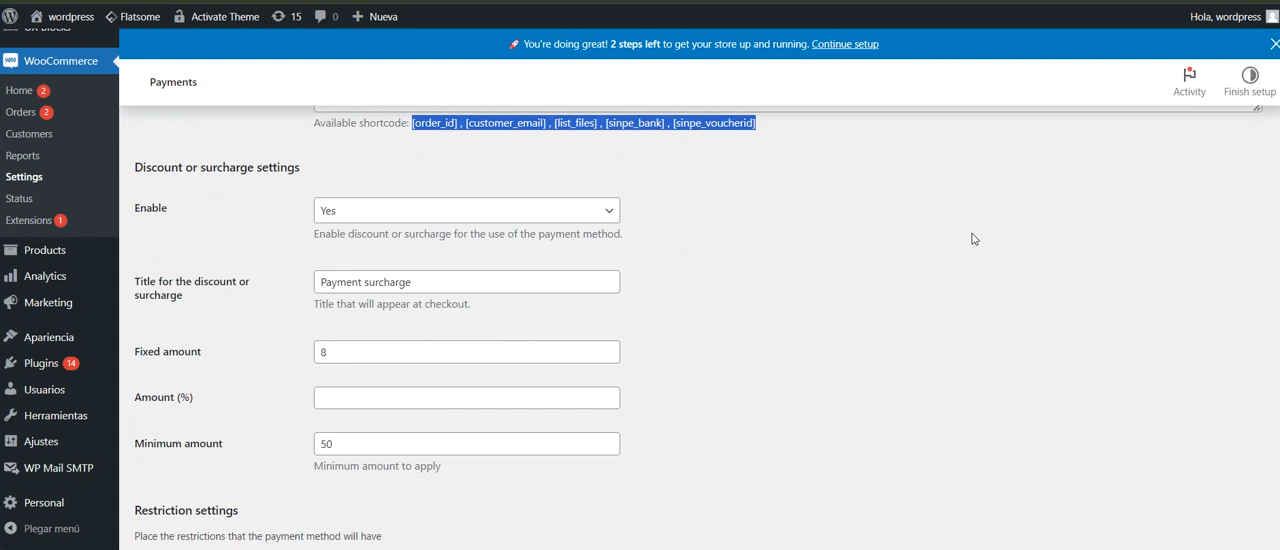 wordpress Flatsome Activate Theme 15 0 Nueva Hola, wordpress
UX Blocks
You're doing great! 2 steps left to get your store up and running. Continue setup
WooCommerce
Payments
Activity
Finish setup
Home 2
Orders 2
Customers
Reports
Settings
Status
Extensions 1
Products
Analytics
Marketing
Apariencia
Plugins 14
Usuarios
Herramientas
Ajustes
WP Mail SMTP
Personal
Plegar menú
Available shortcode: [order_id] , [customer_email] , [list_files] , [sinpe_bank] , [sinpe_voucherid]
Discount or surcharge settings
Enable
Yes
Enable discount or surcharge for the use of the payment method.
Title for the discount or
surcharge
Payment surcharge
Title that will appear at checkout.
Fixed amount
8
Amount (%)
Minimum amount
50
Minimum amount to apply
Restriction settings
Place the restrictions that the payment method will have